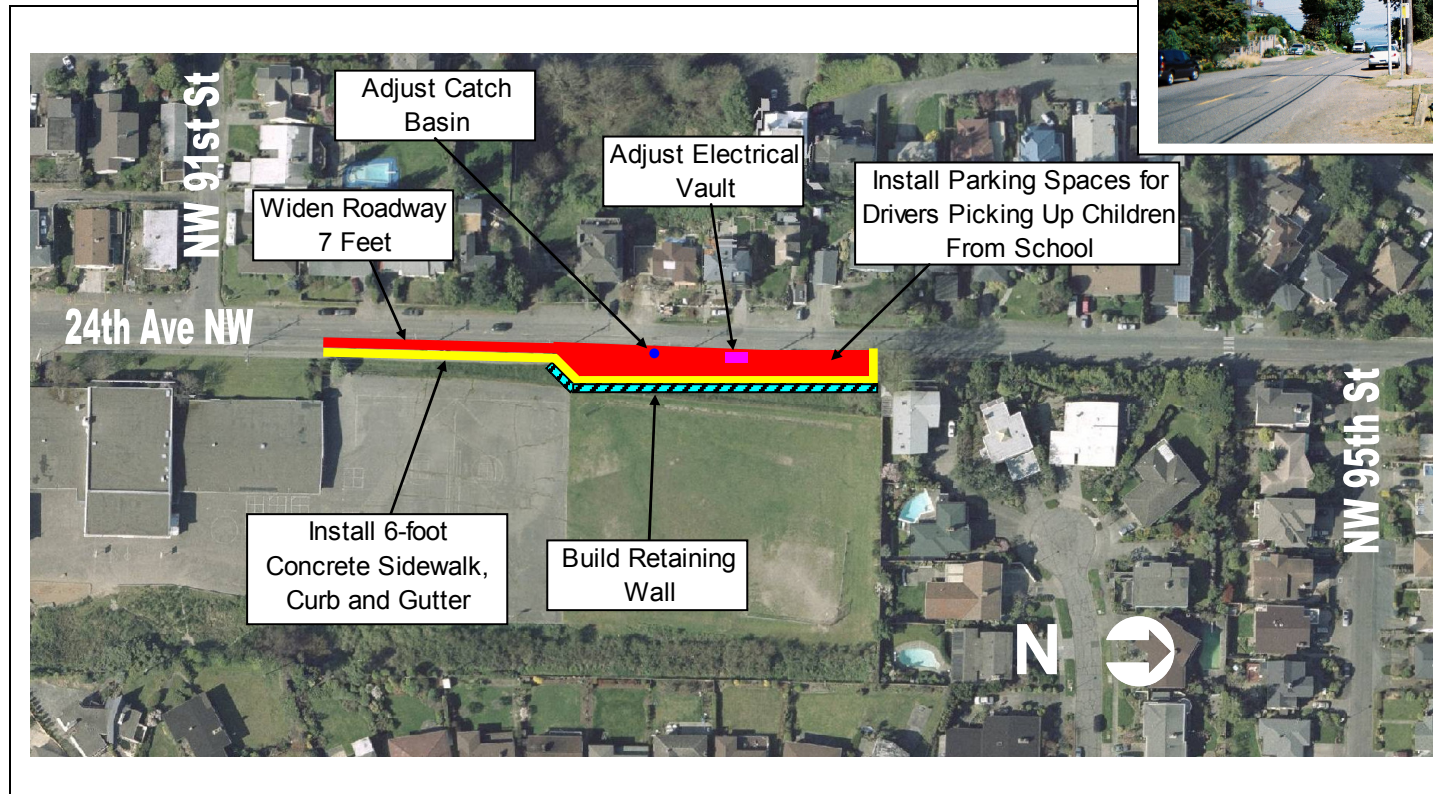 NW 91st St
Adjust Catch
Basin
Adjust Electrical
Vault
Install Parking Spaces for
Drivers Picking Up Children
From School
Widen Roadway
7 Feet
24th Ave NW
Install 6-foot
Concrete Sidewalk,
Curb and Gutter
Build Retaining
Wall
NW 95th St
N